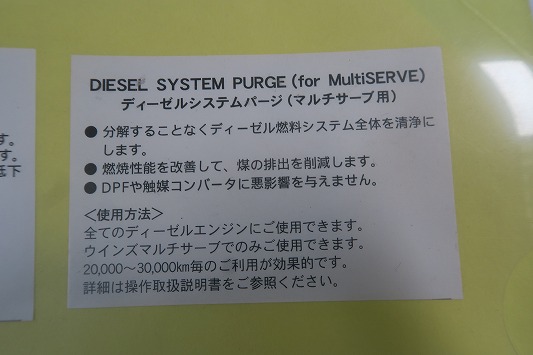 DIESEL SYSTEM PURGE (for MultiSERVE)
ディーゼルシステムパージ (マルチサーブ用)
● 分解することなくディーゼル燃料システム全体を清浄に
します。
● 燃焼性能を改善して、煤の排出を削減します。
● DPFや触媒コンバータに悪影響を与えません。
＜使用方法＞
全てのディーゼルエンジンにご使用できます。
ウインズマルチサーブでのみご使用できます。
20,000～30,000km毎のご利用が効果的です。
詳細は操作取扱説明書をご参照ください。
す。
す。
低下